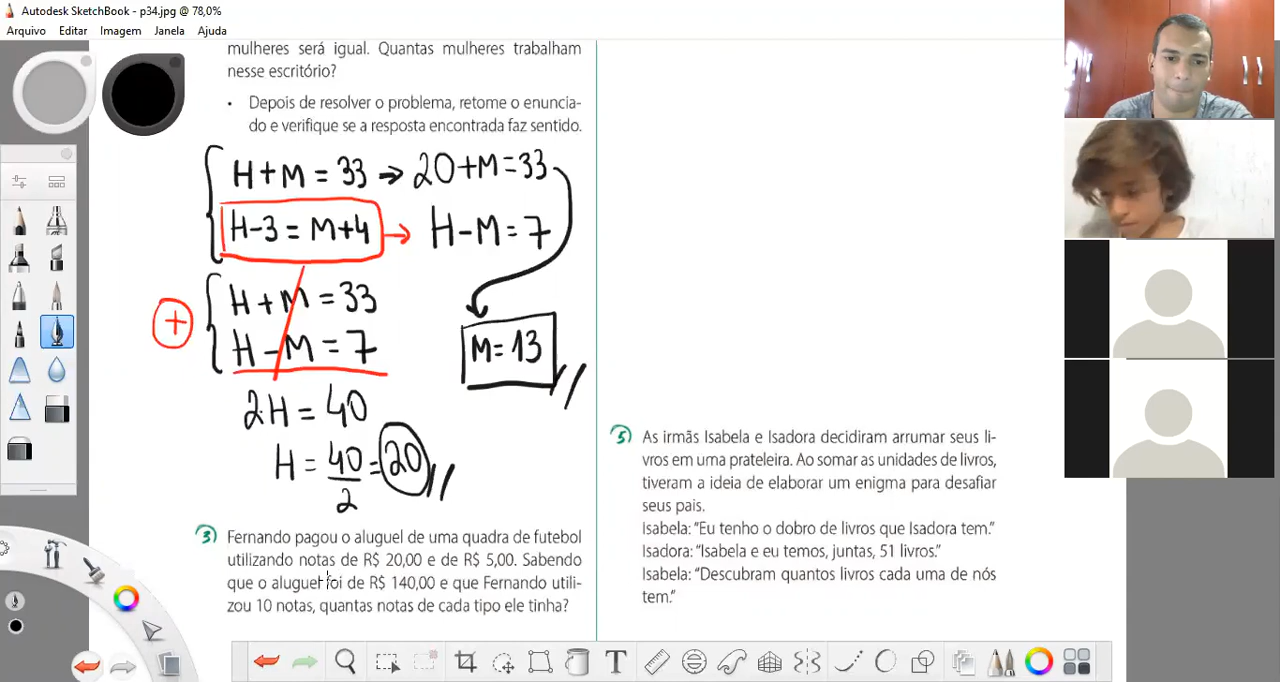 Autodesk SketchBook - p34.jpg @ 78,0%
Arquivo Editar Imagem Janela Ajuda
mulheres será igual. Quantas mulheres trabalham
nesse escritório?
• Depois de resolver o problema, retome o enuncia-
do e verifique se a resposta encontrada faz sentido.
H+M = 33 → 20+M=33
H-3 = M+4 → H-M=7
H+M = 33
+
H-M = 7
M=13
2H = 40
H = 40/2 = 20
3 Fernando pagou o aluguel de uma quadra de futebol
utilizando notas de R$ 20,00 e de R$ 5,00. Sabendo
que o aluguel foi de R$ 140,00 e que Fernando utili-
zou 10 notas, quantas notas de cada tipo ele tinha?
5 As irmãs Isabela e Isadora decidiram arrumar seus li-
vros em uma prateleira. Ao somar as unidades de livros,
tiveram a ideia de elaborar um enigma para desafiar
seus pais.
Isabela: “Eu tenho o dobro de livros que Isadora tem.”
Isadora: “Isabela e eu temos, juntas, 51 livros.”
Isabela: “Descubram quantos livros cada uma de nós
tem.”
T